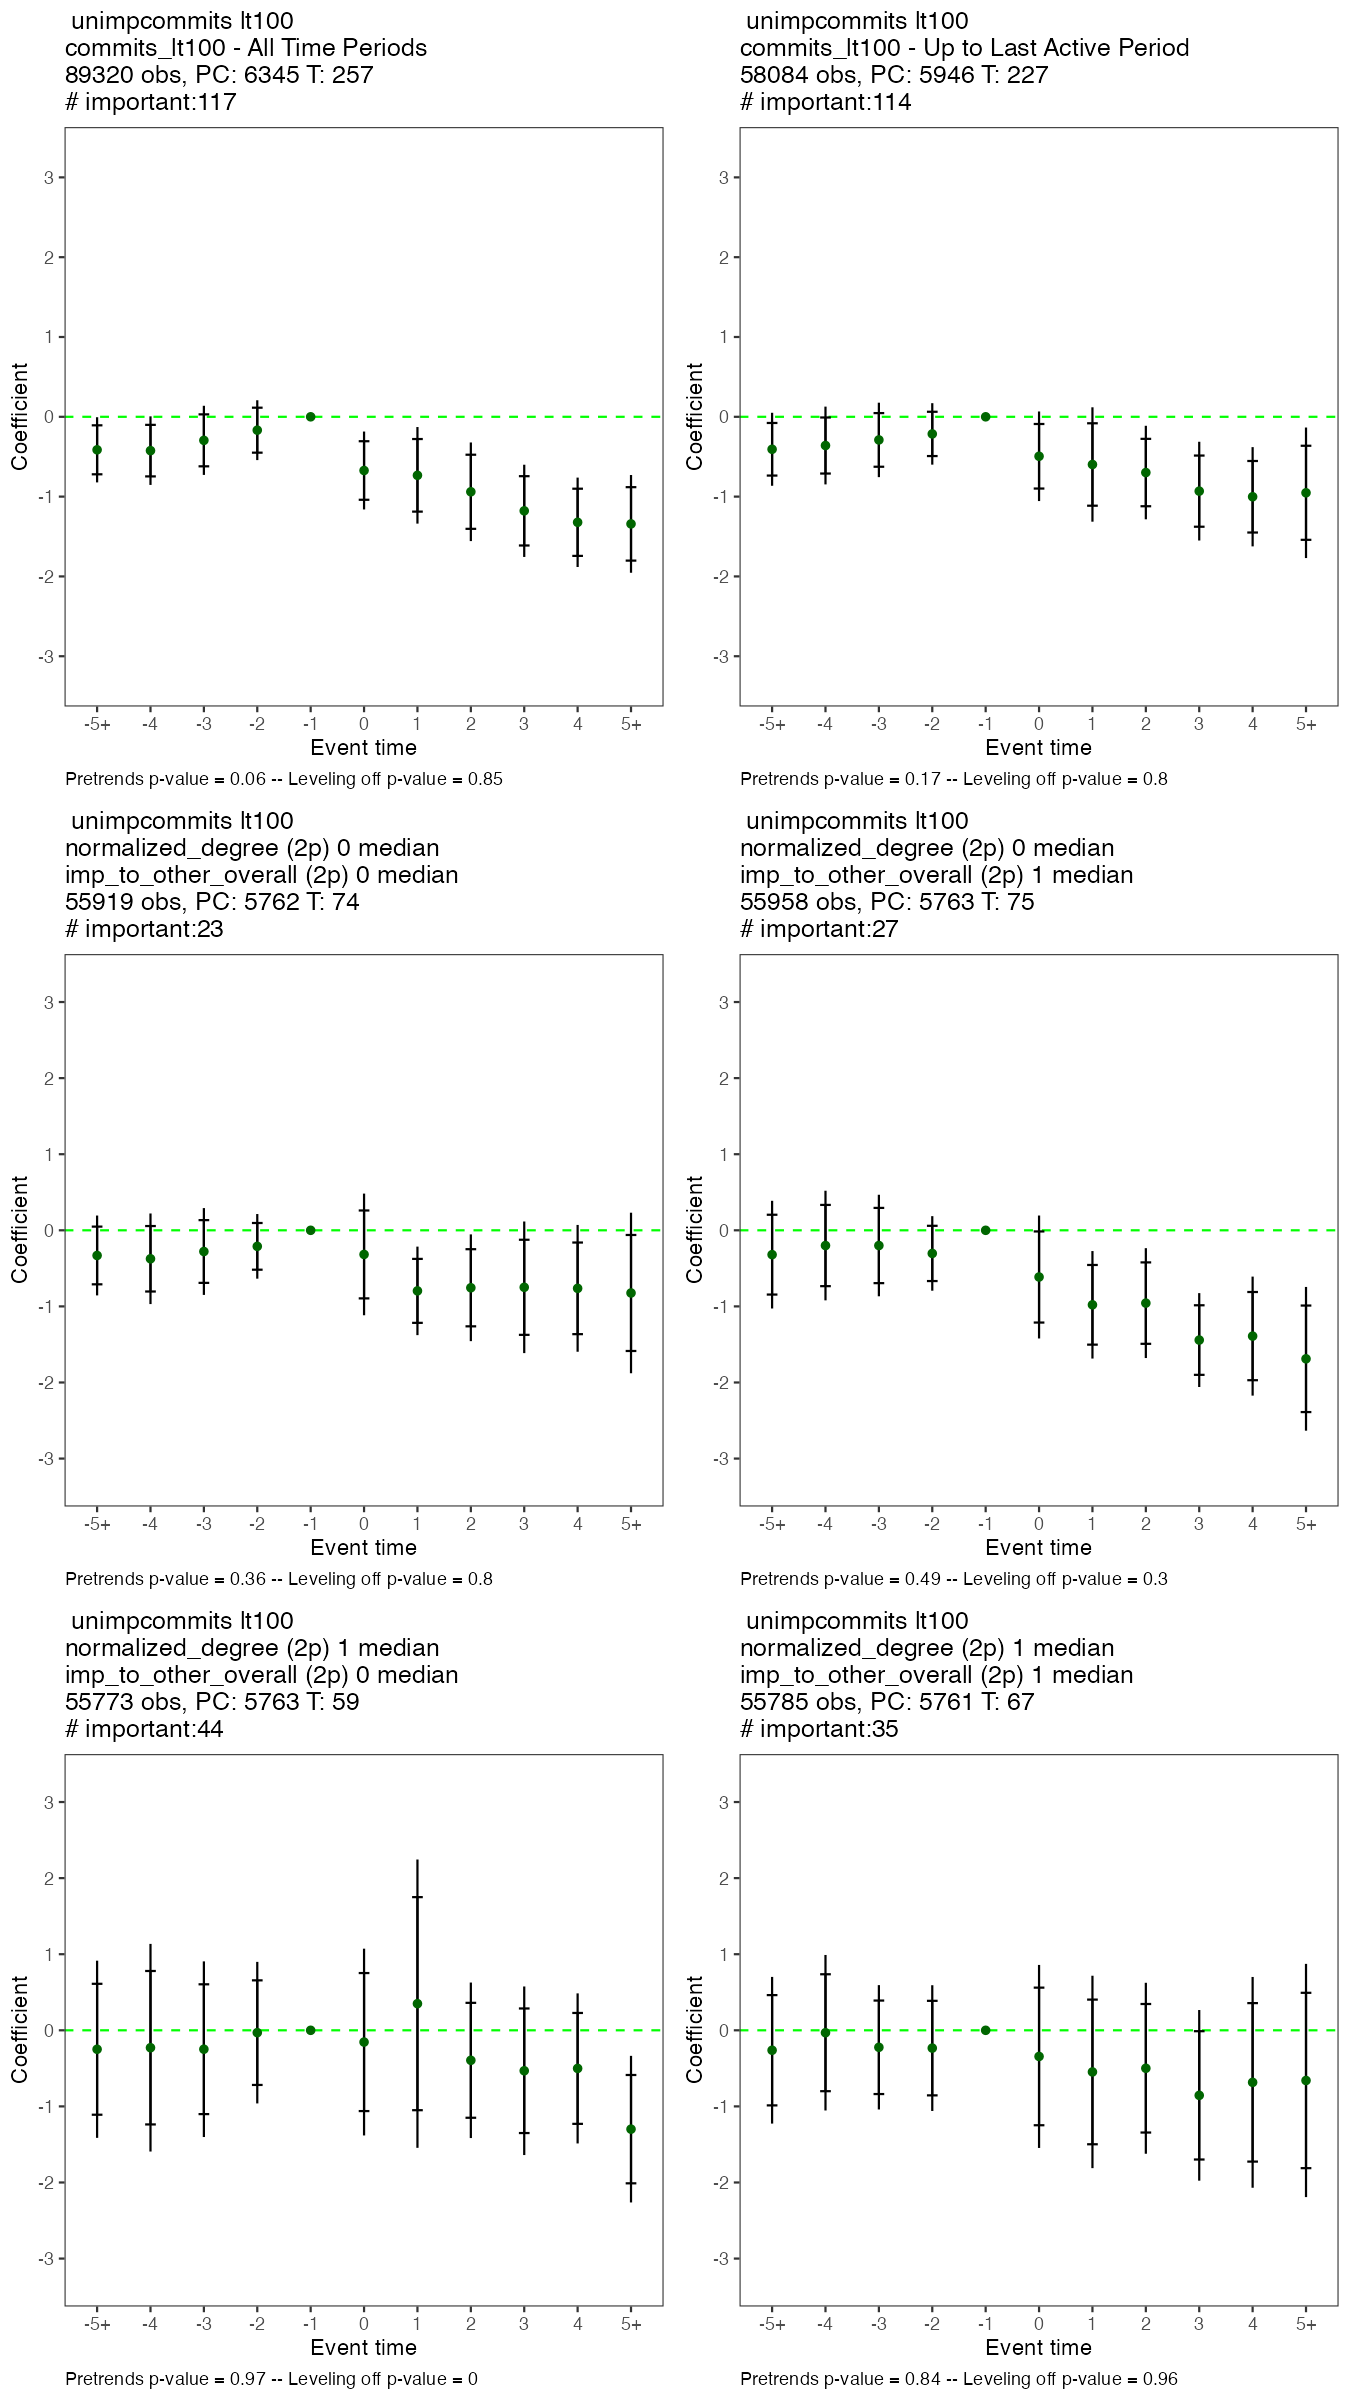 unimpcommits lt100
commits_lt100 - All Time Periods
89320 obs, PC: 6345 T: 257
# important:117
3
2
1
0
-1
-2
-3
Coefficient
-5+ -4 -3 -2 -1 0 1 2 3 4 5+
Event time
Pretrends p-value = 0.06 -- Leveling off p-value = 0.85
unimpcommits lt100
commits_lt100 - Up to Last Active Period
58084 obs, PC: 5946 T: 227
# important:114
3
2
1
0
-1
-2
-3
Coefficient
-5+ -4 -3 -2 -1 0 1 2 3 4 5+
Event time
Pretrends p-value = 0.17 -- Leveling off p-value = 0.8
unimpcommits lt100
normalized_degree (2p) 0 median
imp_to_other_overall (2p) 0 median
55919 obs, PC: 5762 T: 74
# important:23
3
2
1
0
-1
-2
-3
Coefficient
-5+ -4 -3 -2 -1 0 1 2 3 4 5+
Event time
Pretrends p-value = 0.36 -- Leveling off p-value = 0.8
unimpcommits lt100
normalized_degree (2p) 0 median
imp_to_other_overall (2p) 1 median
55958 obs, PC: 5763 T: 75
# important:27
3
2
1
0
-1
-2
-3
Coefficient
-5+ -4 -3 -2 -1 0 1 2 3 4 5+
Event time
Pretrends p-value = 0.49 -- Leveling off p-value = 0.3
unimpcommits lt100
normalized_degree (2p) 1 median
imp_to_other_overall (2p) 0 median
55773 obs, PC: 5763 T: 59
# important:44
3
2
1
0
-1
-2
-3
Coefficient
-5+ -4 -3 -2 -1 0 1 2 3 4 5+
Event time
Pretrends p-value = 0.97 -- Leveling off p-value = 0
unimpcommits lt100
normalized_degree (2p) 1 median
imp_to_other_overall (2p) 1 median
55785 obs, PC: 5761 T: 67
# important:35
3
2
1
0
-1
-2
-3
Coefficient
-5+ -4 -3 -2 -1 0 1 2 3 4 5+
Event time
Pretrends p-value = 0.84 -- Leveling off p-value = 0.96